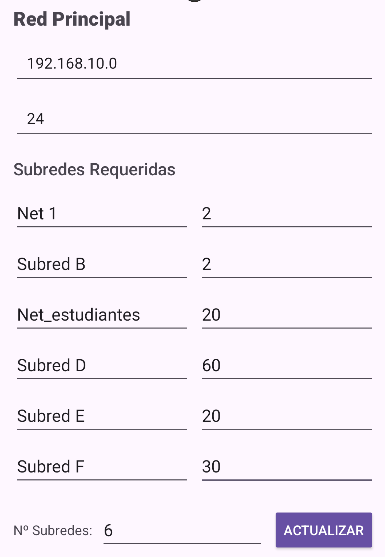 Red Principal
192.168.10.0
24
Subredes Requeridas
Net 1 2
Subred B 2
Net_estudiantes 20
Subred D 60
Subred E 20
Subred F 30
Nº Subredes: 6 ACTUALIZAR